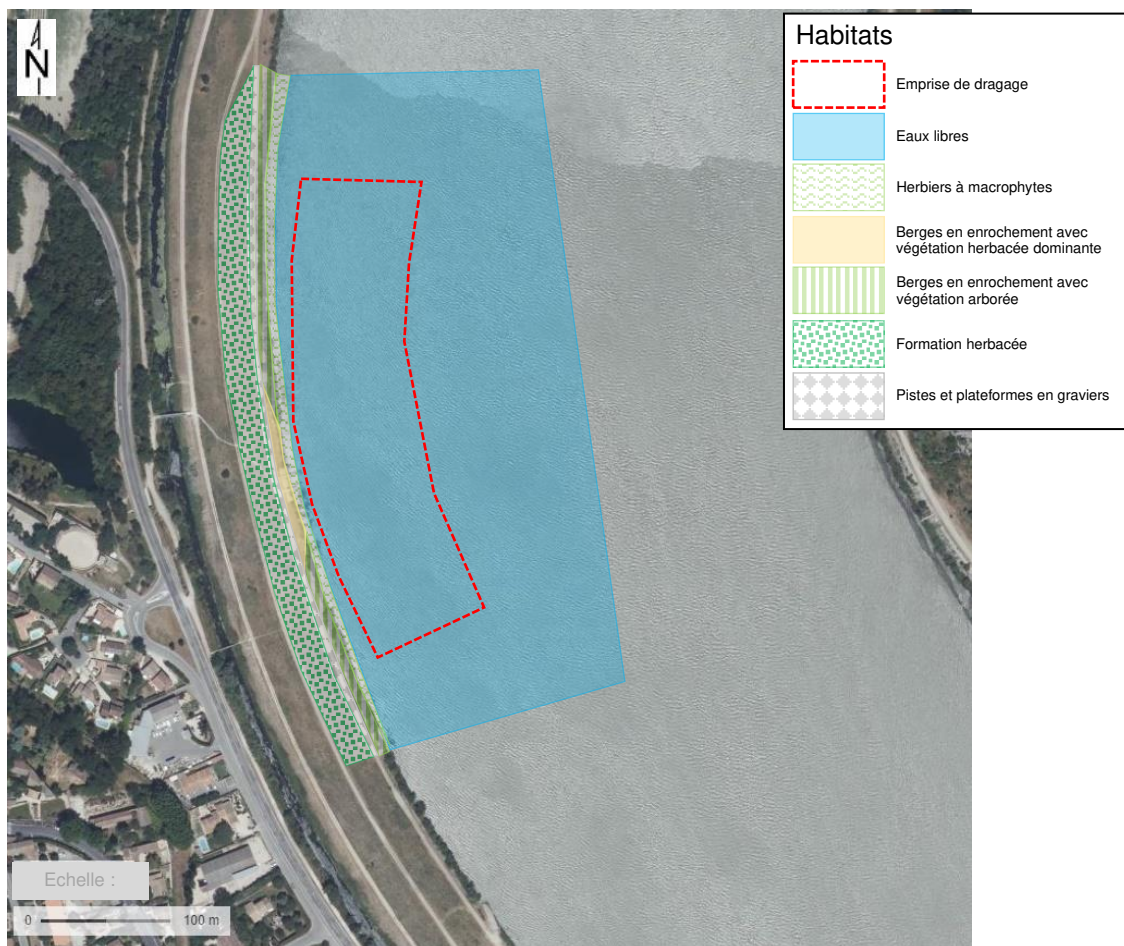 N
Habitats
Emprise de dragage
Eaux libres
Herbiers à macrophytes
Berges en enrochement avec
végétation herbacée dominante
Berges en enrochement avec
végétation arborée
Formation herbacée
Pistes et plateformes en graviers
Echelle :
0 100 m